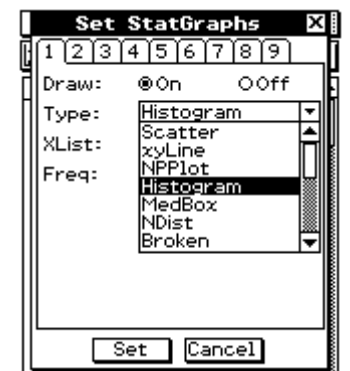 Set StatGraphs
1 2 3 4 5 6 7 8 9
Draw: On Off
Type: Histogram
Scatter
XList:
xyLine
NPPlot
Freq:
Histogram
MedBox
NDist
Broken
Set Cancel